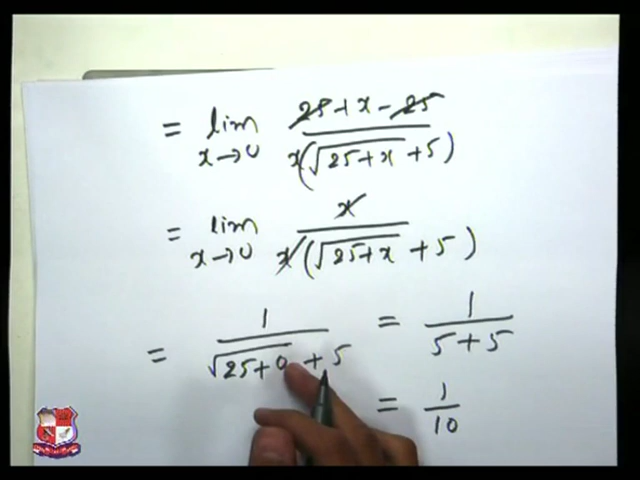 = lim x→0 (25+x-25)/(x(√(25+x)+5))
= lim x→0 x/(x(√(25+x)+5))
= 1/(√(25+0)+5) = 1/(5+5)
= 1/10